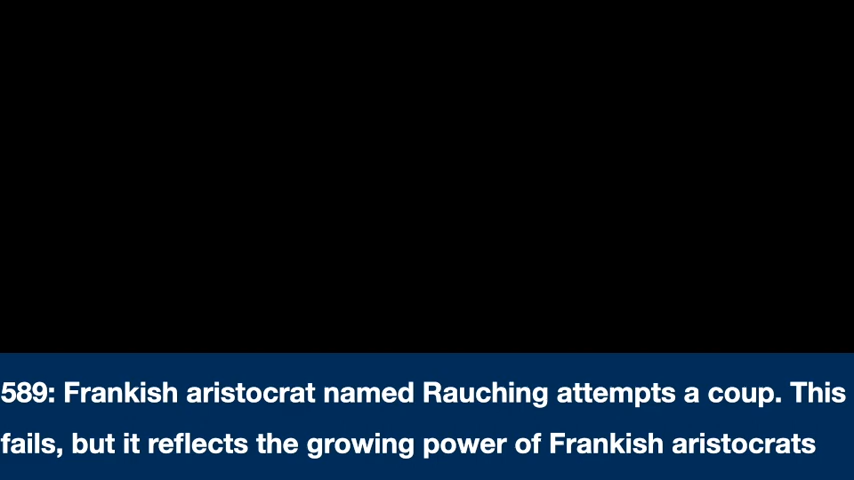 589: Frankish aristocrat named Rauching attempts a coup. This
fails, but it reflects the growing power of Frankish aristocrats